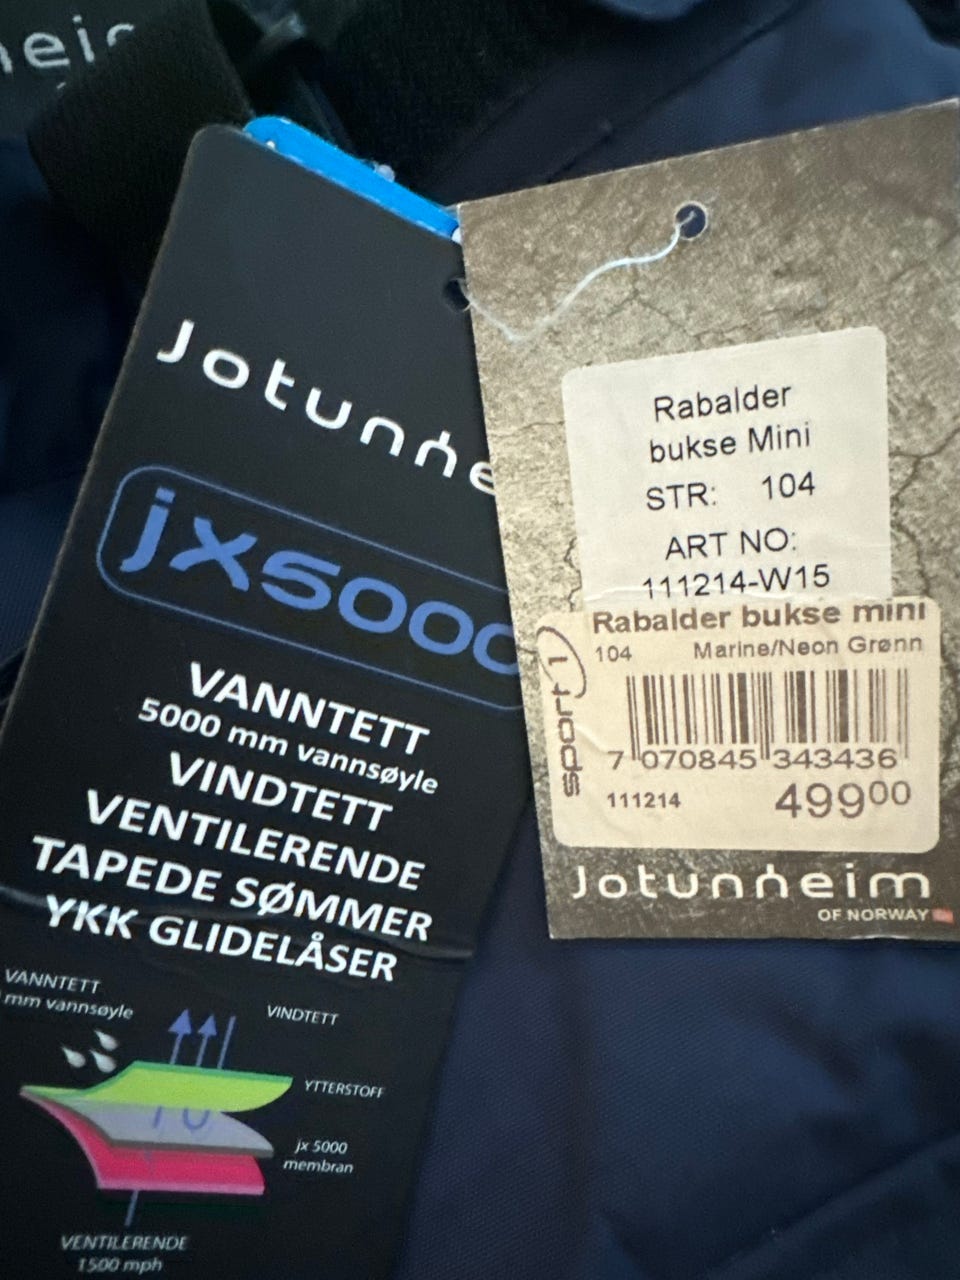 Jotunhe
jx500
VANNTETT
5000 mm vannsøyle
VINDTETT
VENTILERENDE
TAPEDE SØMMER
YKK GLIDELÅSER
VANNTETT
mm vannsøyle
VINDTETT
YTTERSTOFF
jx 5000
membran
VENTILERENDE
1500 mph
Rabalder
bukse Mini
STR: 104
ART NO:
111214-W15
Rabalder bukse mini
104 Marine/Neon Grønn
sport 1
7 070845 343436
111214 49900
Jotunheim
OF NORWAY